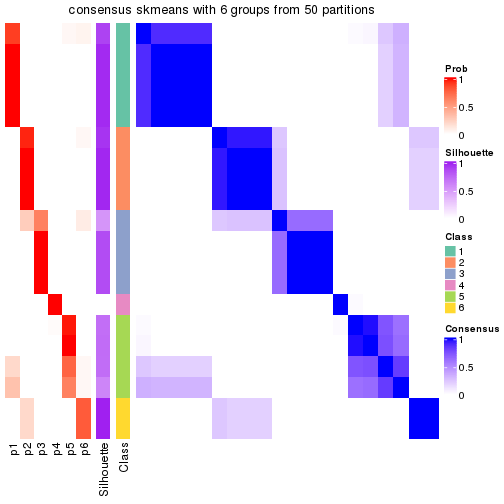 consensus skmeans with 6 groups from 50 partitions
Prob
1
0.5
0
Silhouette
1
0.5
0
Class
1
2
3
4
5
6
Consensus
1
0.5
0
p1
p2
p3
p4
p5
p6
Silhouette
Class